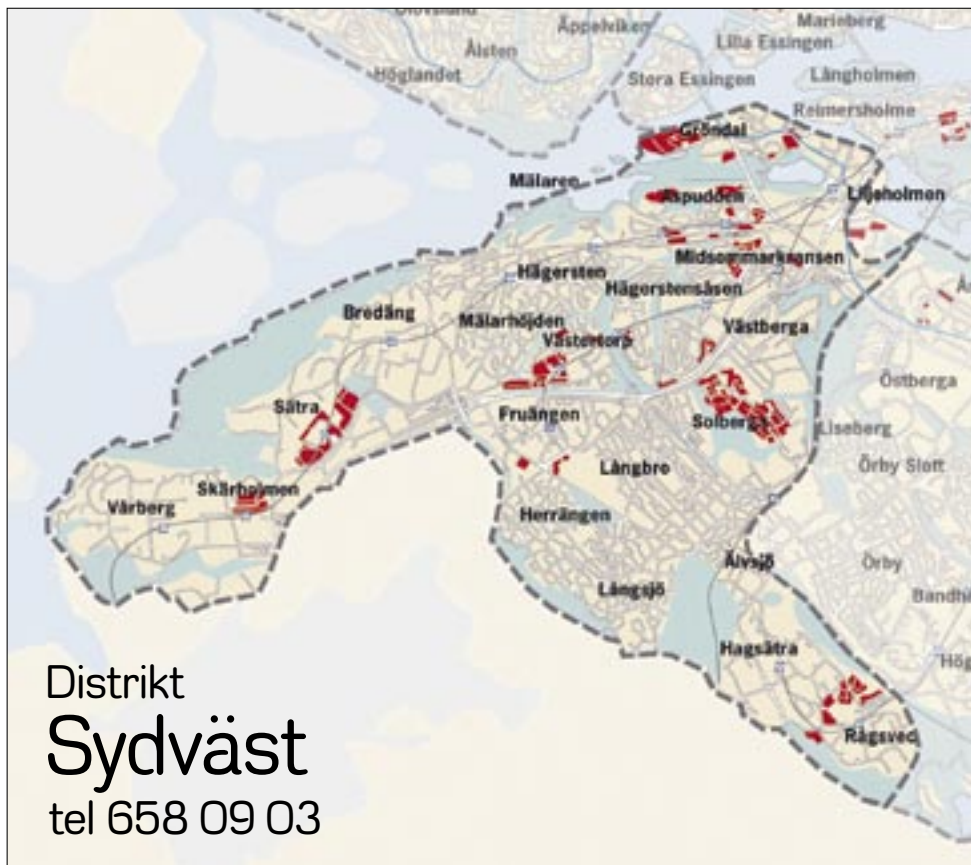 Äppelviken
Marieberg
Ålsten
Lilla Essingen
Höglandet
Stora Essingen
Långholmen
Reimersholme
Gröndal
Mälaren
Aspudden
Liljeholmen
Midsommarkransen
Hägersten
Hägerstensåsen
Bredäng
Mälarhöjden
Västberga
Västertorp
Östberga
Sätra
Fruängen
Solberga
Liseberg
Långbro
Örby Slott
Skärholmen
Vårberg
Herrängen
Älvsjö
Örby
Långsjö
Bandh
Hagsätra
Hög
Rågsved
Distrikt
Sydväst
tel 658 09 03